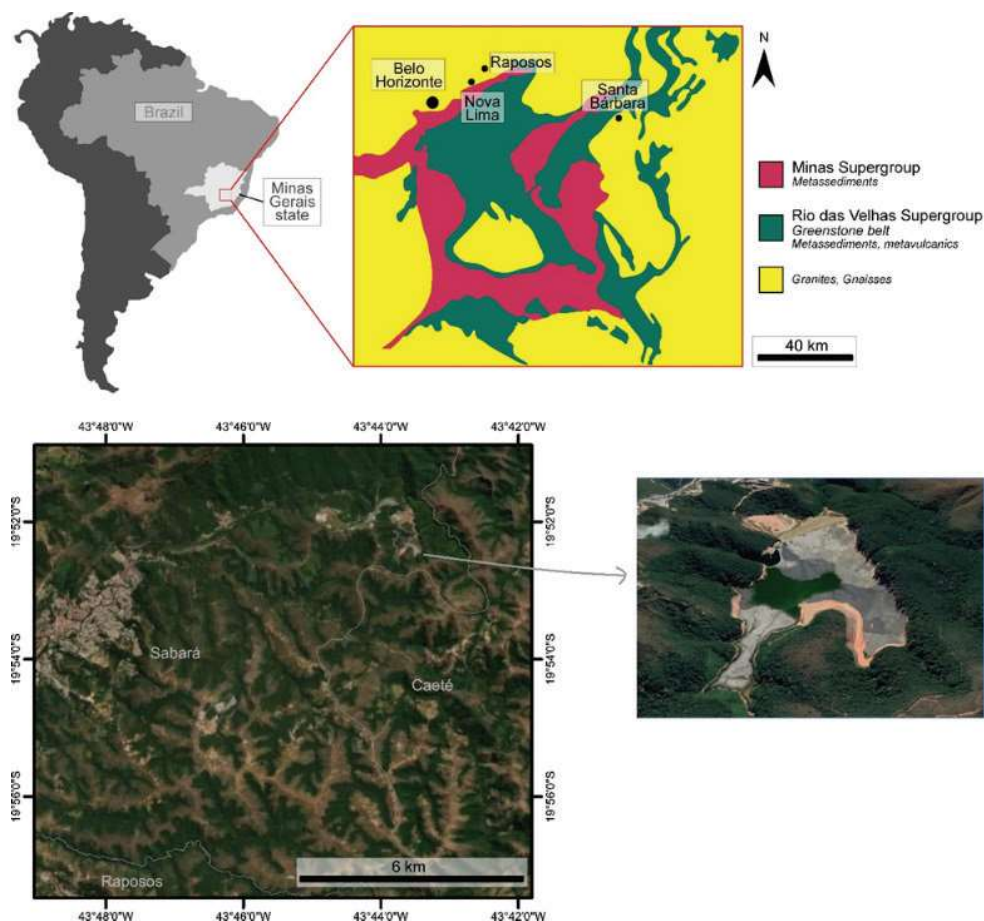 Brazil
Minas
Gerais
state
N
Belo
Horizonte
Raposos
Nova
Lima
Santa
Bárbara
Minas Supergroup
Metassediments
Rio das Velhas Supergroup
Greenstone belt
Metassediments, metavulcanics
Granites, Gnaisses
40 km
43°48'0"W
43°46'0"W
43°44'0"W
43°42'0"W
19°52'0"S
19°52'0"S
19°54'0"S
19°54'0"S
19°56'0"S
19°56'0"S
Sabará
Caeté
Raposos
6 km
43°48'0"W
43°46'0"W
43°44'0"W
43°42'0"W